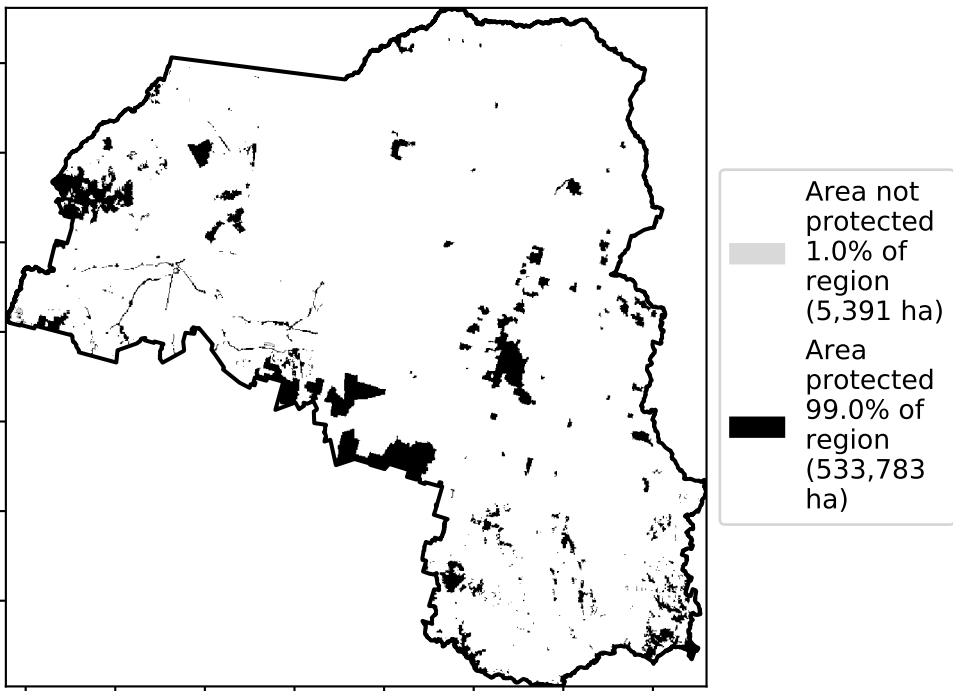 Area not
protected
1.0% of
region
(5,391 ha)
Area
protected
99.0% of
region
(533,783
ha)